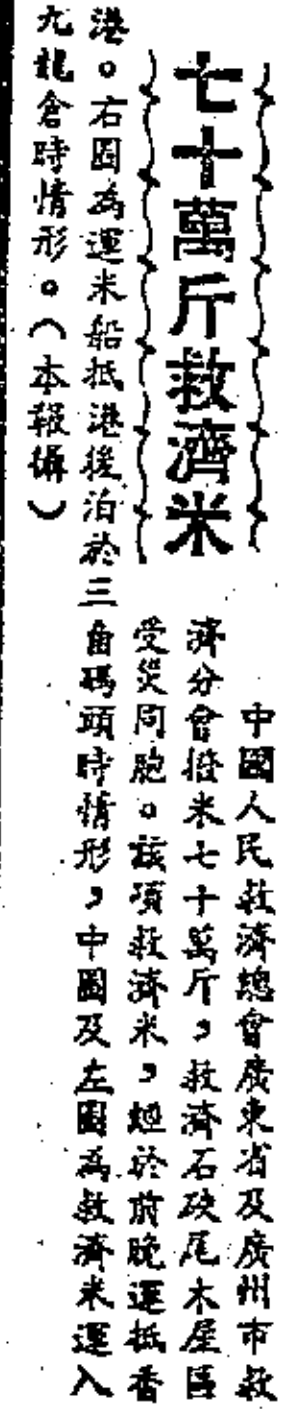 七十萬斤救濟米
中國人民救濟總會廣東省及廣州市救
濟分會撥米七十萬斤，救濟石硤尾木屋區
受災同胞。該項救濟米，經於前晚運抵香
港。右圖為運米船抵港後泊於三角碼頭時情形，中圖及左圖為救濟米運入
九龍倉時情形。（本報攝）